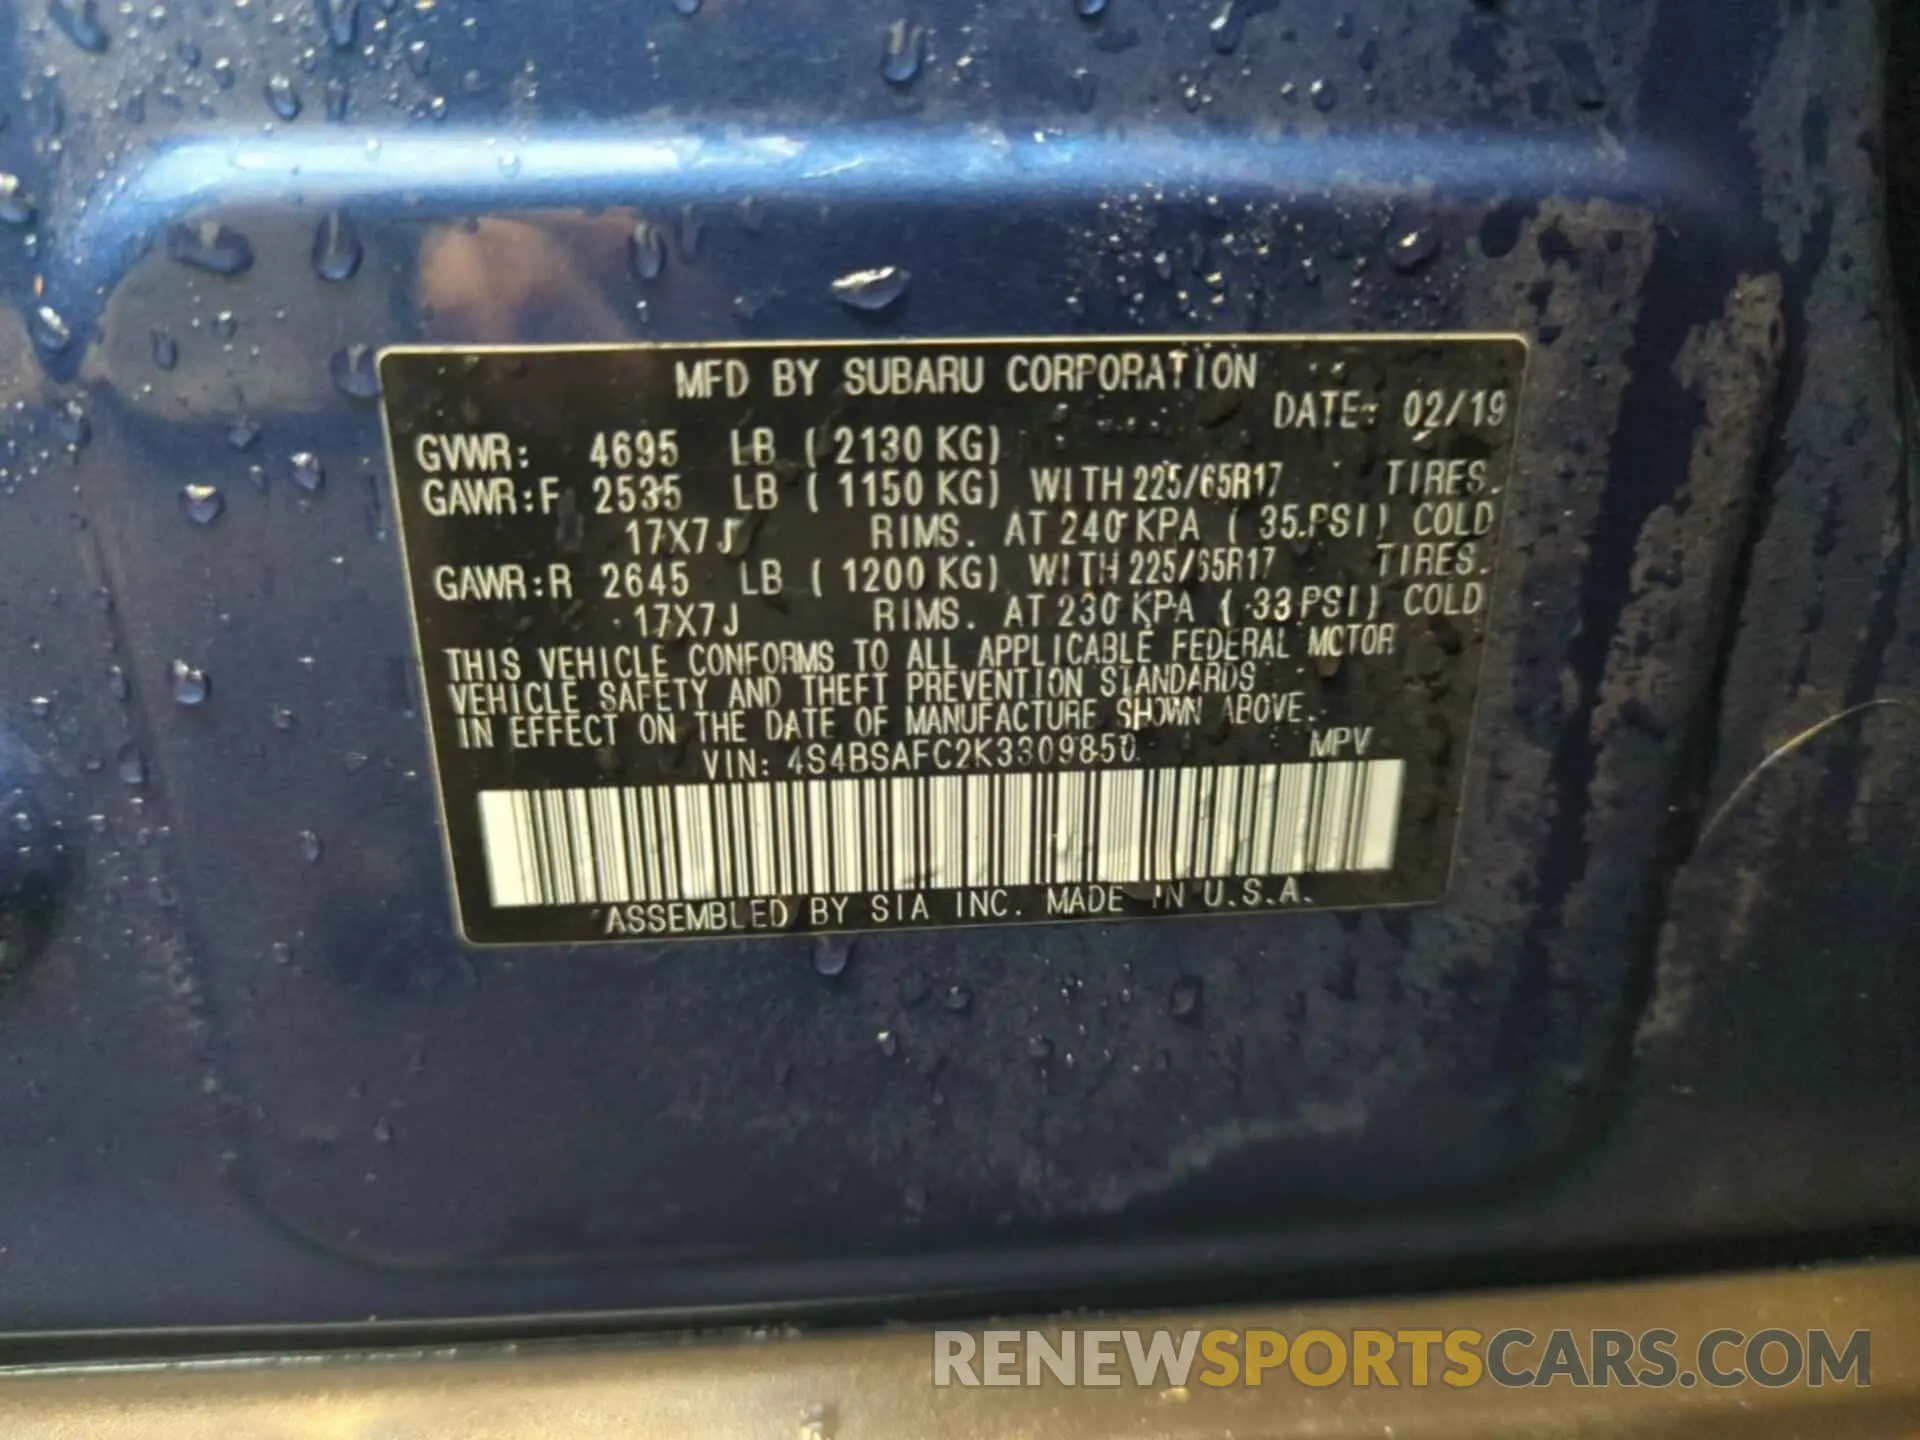 MFD BY SUBARU CORPORATION
DATE: 02/19
GVWR: 4695 LB ( 2130 KG)
GAWR:F 2535 LB ( 1150 KG) WITH 225/65R17 TIRES.
17X7J RIMS. AT 240 KPA ( 35 PSI) COLD
GAWR:R 2645 LB ( 1200 KG) WITH 225/65R17 TIRES.
17X7J RIMS. AT 230 KPA ( 33 PSI) COLD
THIS VEHICLE CONFORMS TO ALL APPLICABLE FEDERAL MOTOR
VEHICLE SAFETY AND THEFT PREVENTION STANDARDS
IN EFFECT ON THE DATE OF MANUFACTURE SHOWN ABOVE.
VIN: 4S4BSAFC2K3309850 MPV
ASSEMBLED BY SIA INC. MADE IN U.S.A.
RENEWSPORTSCARS.COM